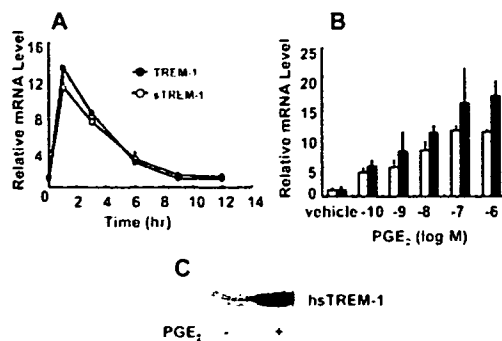 A
Relative mRNA Level
16
12
8
4
0
0 2 4 6 8 10 12 14
Time (hr)
TREM-1
sTREM-1
B
Relative mRNA Level
25
20
15
10
5
0
vehicle -10 -9 -8 -7 -6
PGE₂ (log M)
C
hsTREM-1
PGE₂ - +